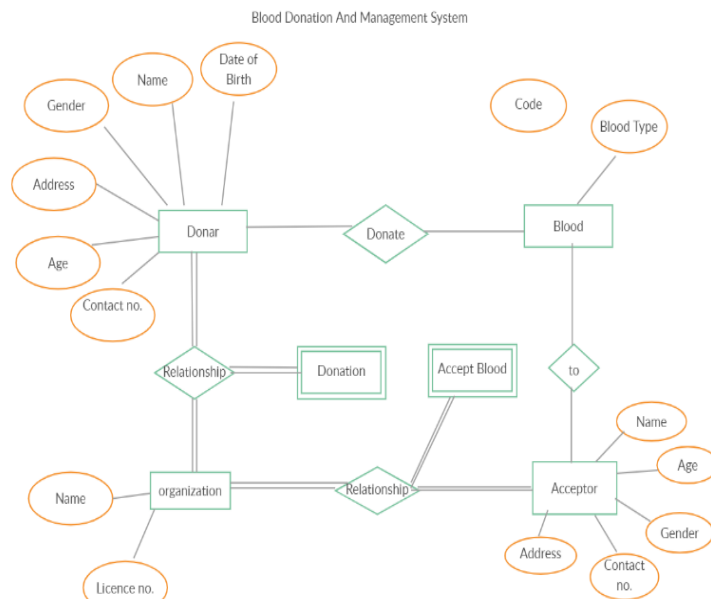 Blood Donation And Management System
Date of
Birth
Name
Gender
Code
Blood Type
Address
Donar
Donate
Blood
Age
Contact no.
Relationship
Donation
Accept Blood
to
Name
Age
Name
organization
Relationship
Acceptor
Gender
Address
Contact
no.
Licence no.